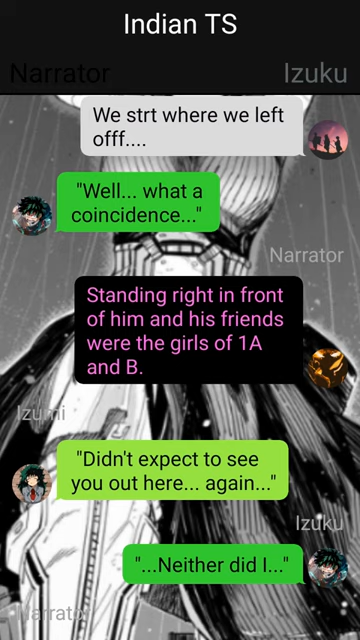 Indian TS
Narrator
Izuku
We strt where we left
offf....
"Well... what a
coincidence..."
Narrator
Standing right in front
of him and his friends
were the girls of 1A
and B.
Izumi
"Didn't expect to see
you out here... again..."
Izuku
"...Neither did I..."
Narrator